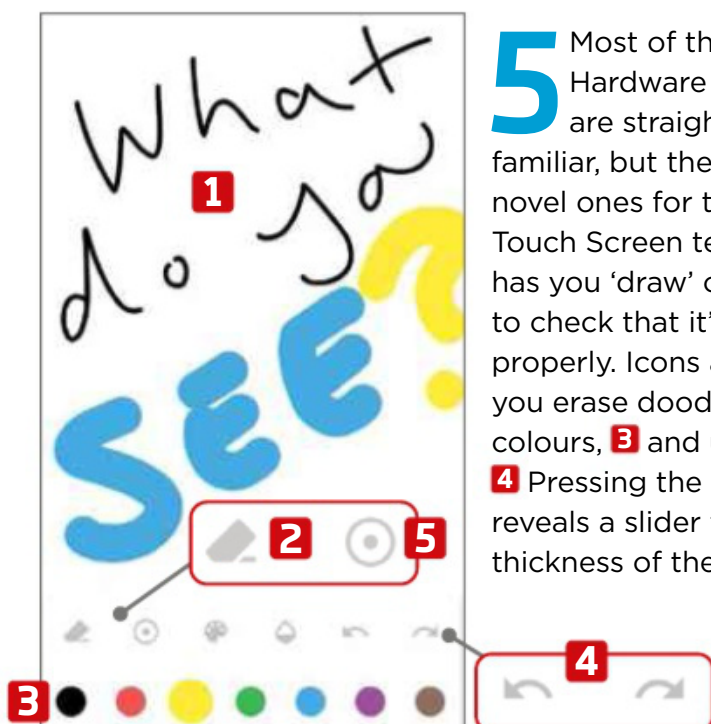 What
do ya
SEE?
1
2
5
4
3
5 Most of th
Hardware
are straigh
familiar, but the
novel ones for t
Touch Screen te
has you 'draw' o
to check that it'
properly. Icons a
you erase dood
colours, 3 and u
4 Pressing the
reveals a slider
thickness of the